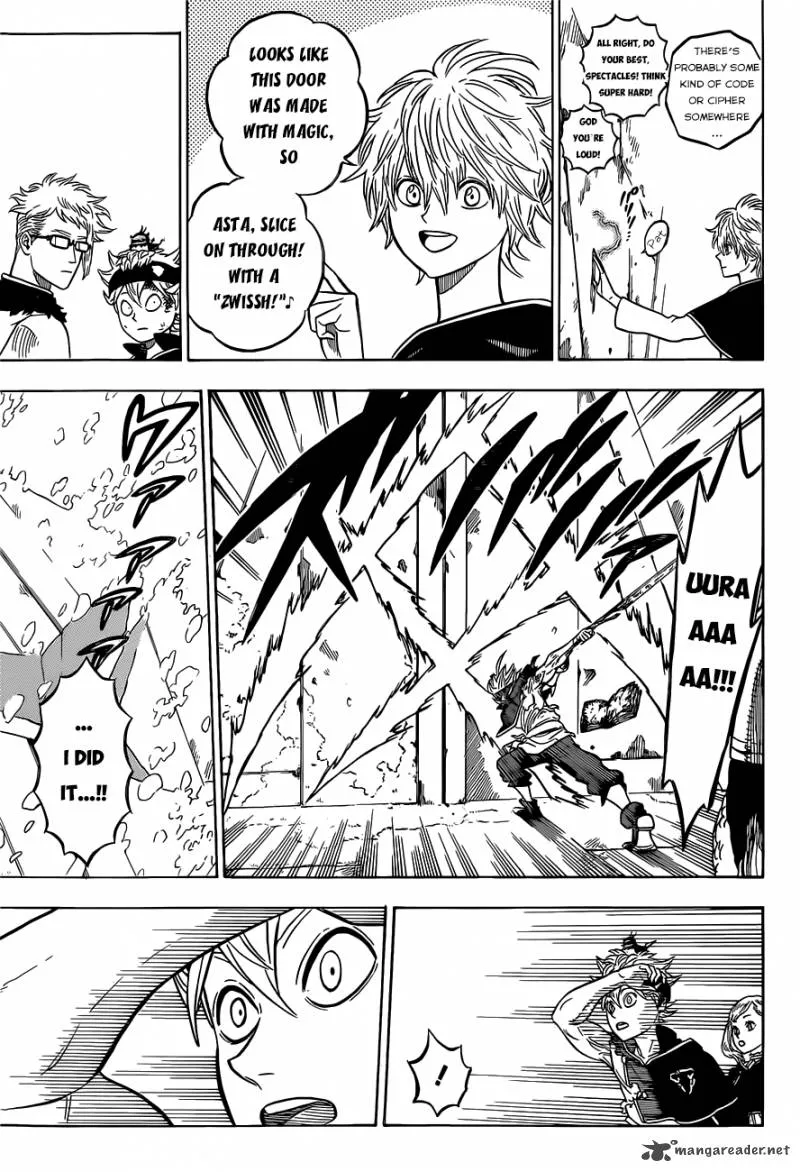 THERE'S
PROBABLY SOME
KIND OF CODE
OR CIPHER
SOMEWHERE
...
ALL RIGHT, DO
YOUR BEST,
SPECTACLES! THINK
SUPER HARD!
GOD
YOU'RE
LOUD!
LOOKS LIKE
THIS DOOR
WAS MADE
WITH MAGIC,
SO
ASTA, SLICE
ON THROUGH!
WITH A
"ZWISSH!"♪
UURA
AAA
AA!!!
...
I DID
IT...!!
!
mangareader.net